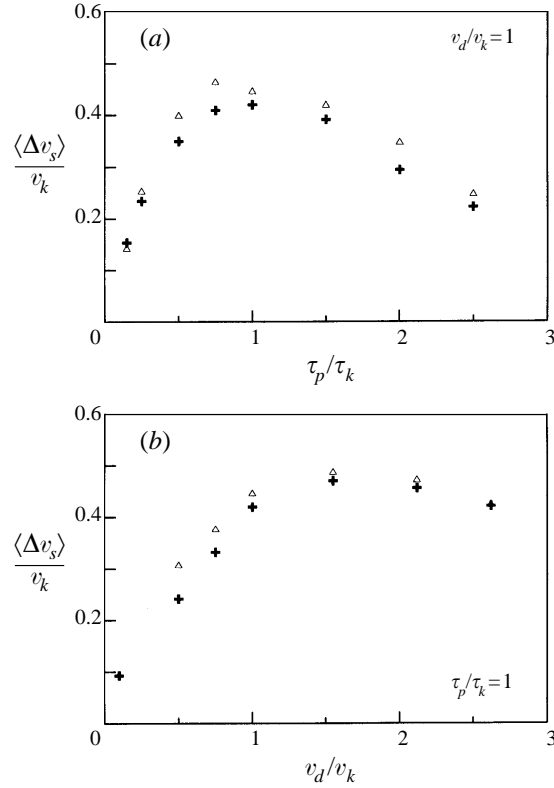 0.6
(a)
v_d/v_k = 1
0.4
⟨Δv_s⟩
v_k
0.2
0 1 2 3
τ_p/τ_k
0.6
(b)
0.4
⟨Δv_s⟩
v_k
0.2
τ_p/τ_k = 1
0 1 2 3
v_d/v_k